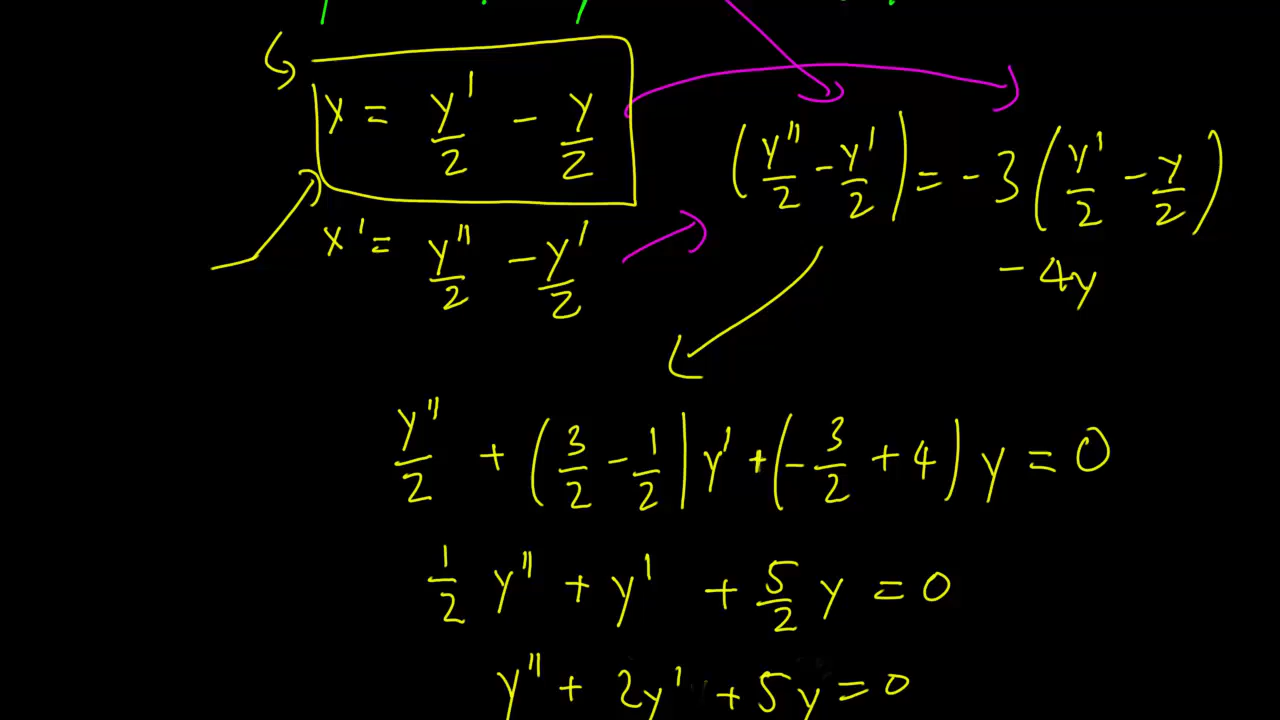 x = y'/2 - y/2
x' = y''/2 - y'/2
(y''/2 - y'/2) = -3(y'/2 - y/2)
- 4y
y''/2 + (3/2 - 1/2) y' + (-3/2 + 4) y = 0
1/2 y'' + y' + 5/2 y = 0
y'' + 2y' + 5y = 0